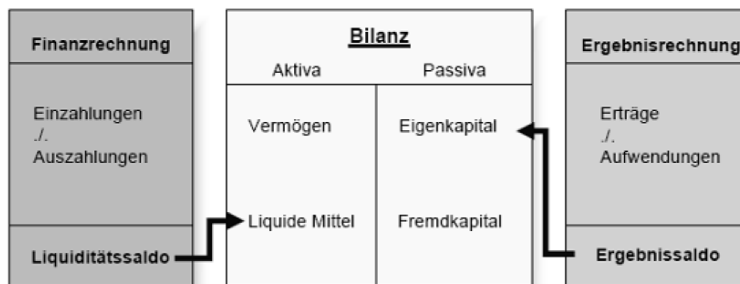 Finanzrechnung
Einzahlungen
./.
Auszahlungen
Liquiditätssaldo
Bilanz
Aktiva Passiva
Vermögen Eigenkapital
Liquide Mittel Fremdkapital
Ergebnisrechnung
Erträge
./.
Aufwendungen
Ergebnissaldo